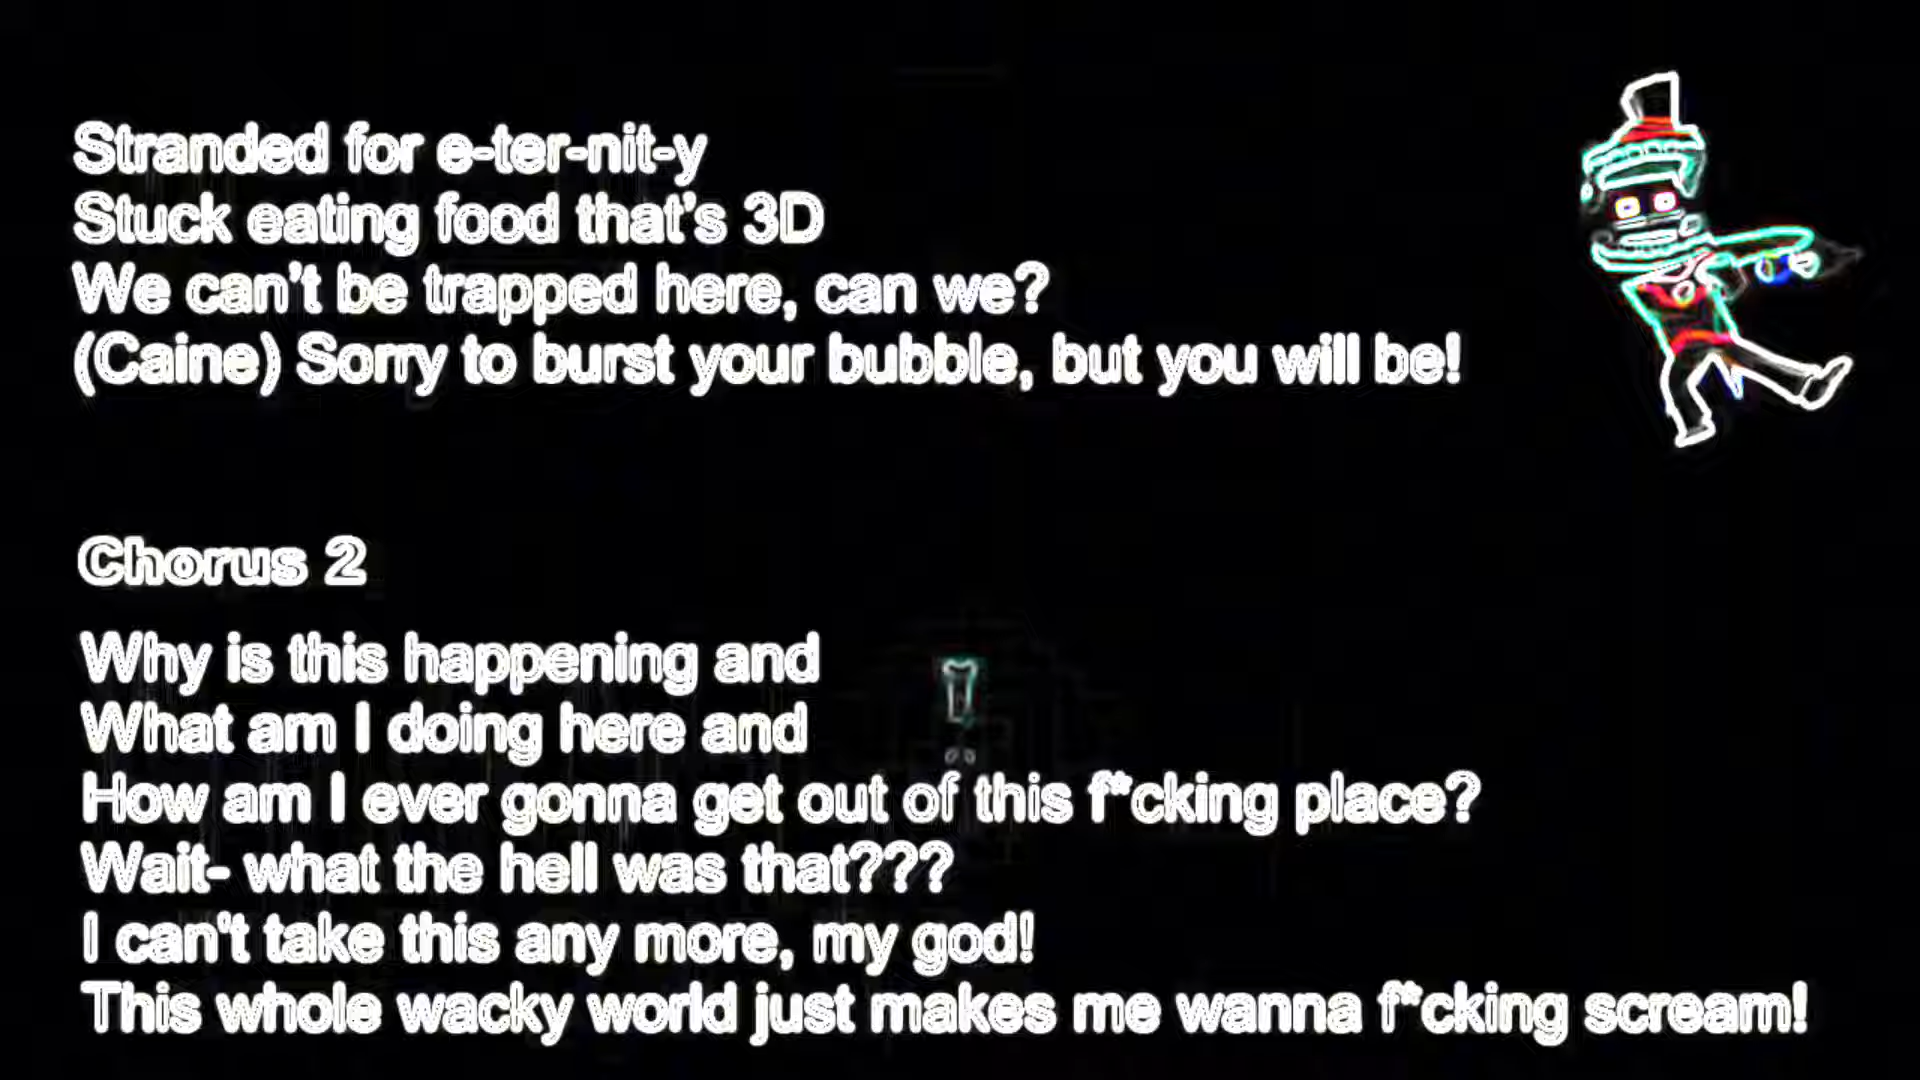 Stranded for e-ter-nit-y
Stuck eating food that's 3D
We can’t be trapped here, can we?
(Caine) Sorry to burst your bubble, but you will be!
Chorus 2
Why is this happening and
What am I doing here and
How am I ever gonna get out of this f*cking place?
Wait- what the hell was that???
I can't take this any more, my god!
This whole wacky world just makes me wanna f*cking scream!